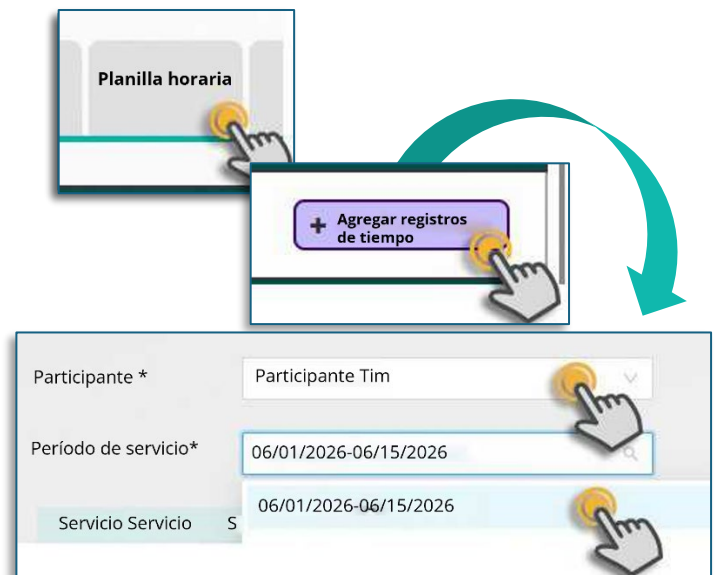 Planilla horaria
+ Agregar registros
de tiempo
Participante *
Participante Tim
Período de servicio*
06/01/2026-06/15/2026
06/01/2026-06/15/2026
Servicio Servicio S